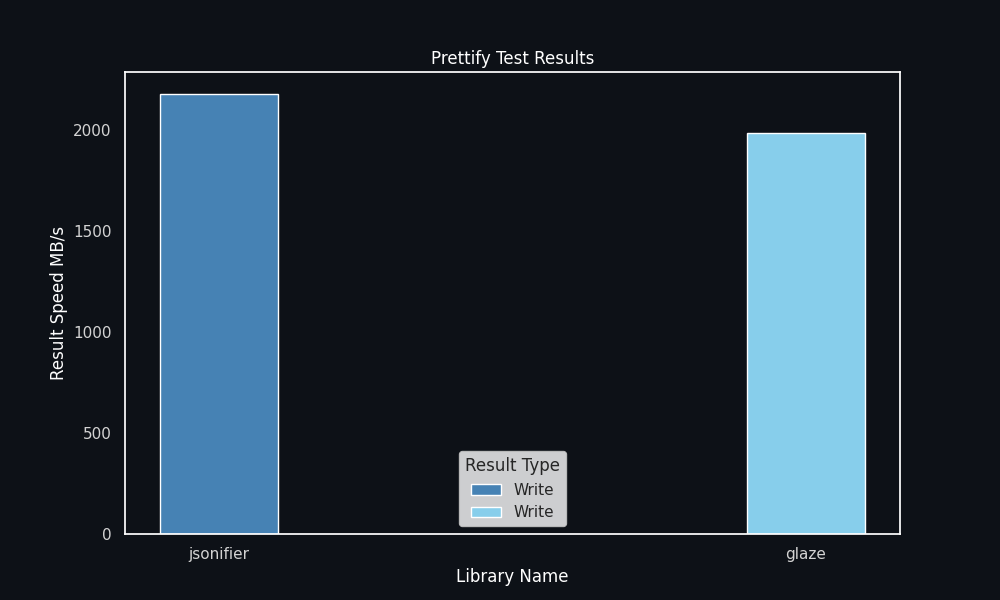 Prettify Test Results
Result Speed MB/s
2000
1500
1000
500
0
Result Type
Write
Write
jsonifier
glaze
Library Name